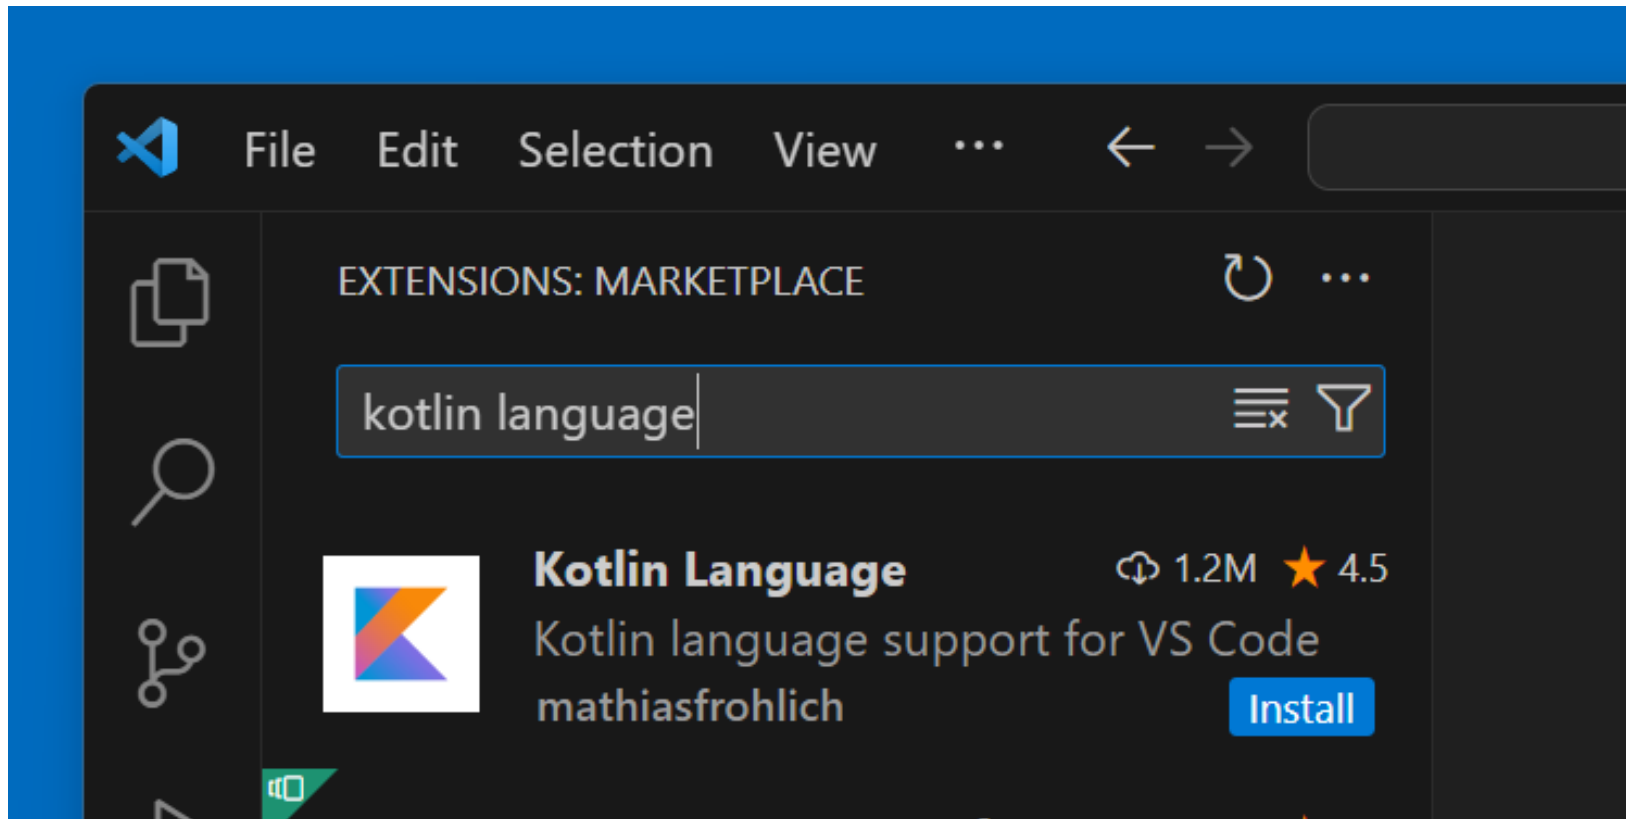 File Edit Selection View
EXTENSIONS: MARKETPLACE
kotlin language
Kotlin Language 1.2M 4.5
Kotlin language support for VS Code
mathiasfrohlich Install